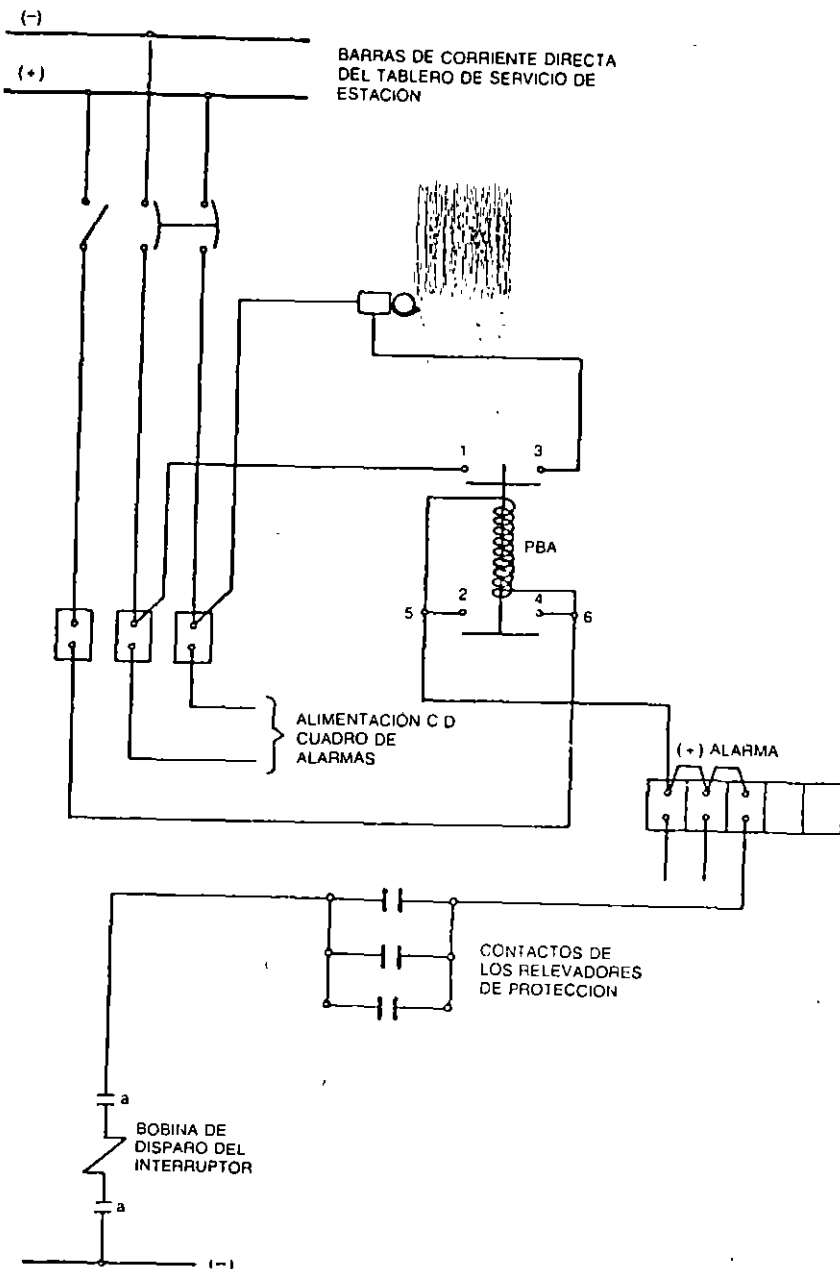 (-)
BARRAS DE CORRIENTE DIRECTA
DEL TABLERO DE SERVICIO DE
ESTACION
(+)
1
3
PBA
2
4
5
6
ALIMENTACIÓN C D
CUADRO DE
ALARMAS
(+) ALARMA
CONTACTOS DE
LOS RELEVADORES
DE PROTECCION
a
BOBINA DE
DISPARO DEL
INTERRUPTOR
a
(-)